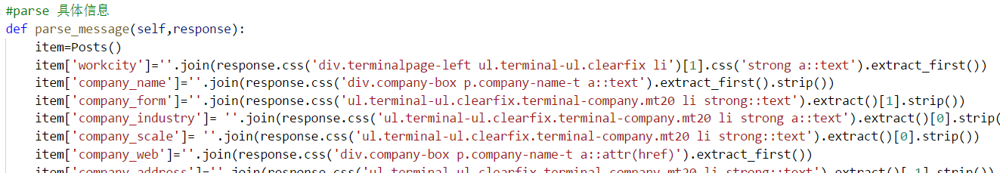 #parse 具体信息
def parse_message(self,response):
    item=Posts()
    item['workcity']=''.join(response.css('div.terminalpage-left ul.terminal-ul.clearfix li')[1].css('strong a::text').extract_first())
    item['company_name']=''.join(response.css('div.company-box p.company-name-t a::text').extract_first().strip())
    item['company_form']=''.join(response.css('ul.terminal-ul.clearfix.terminal-company.mt20 li strong::text').extract()[1].strip())
    item['company_industry']= ''.join(response.css('ul.terminal-ul.clearfix.terminal-company.mt20 li strong a::text').extract()[0].strip(
    item['company_scale']= ''.join(response.css('ul.terminal-ul.clearfix.terminal-company.mt20 li strong::text').extract()[0].strip())
    item['company_web']=''.join(response.css('div.company-box p.company-name-t a::attr(href)').extract_first())
    item['company_address']=''.join(response.css('ul.terminal-ul.clearfix.terminal-company.mt20 li strong::text').extract()[-1].strip())